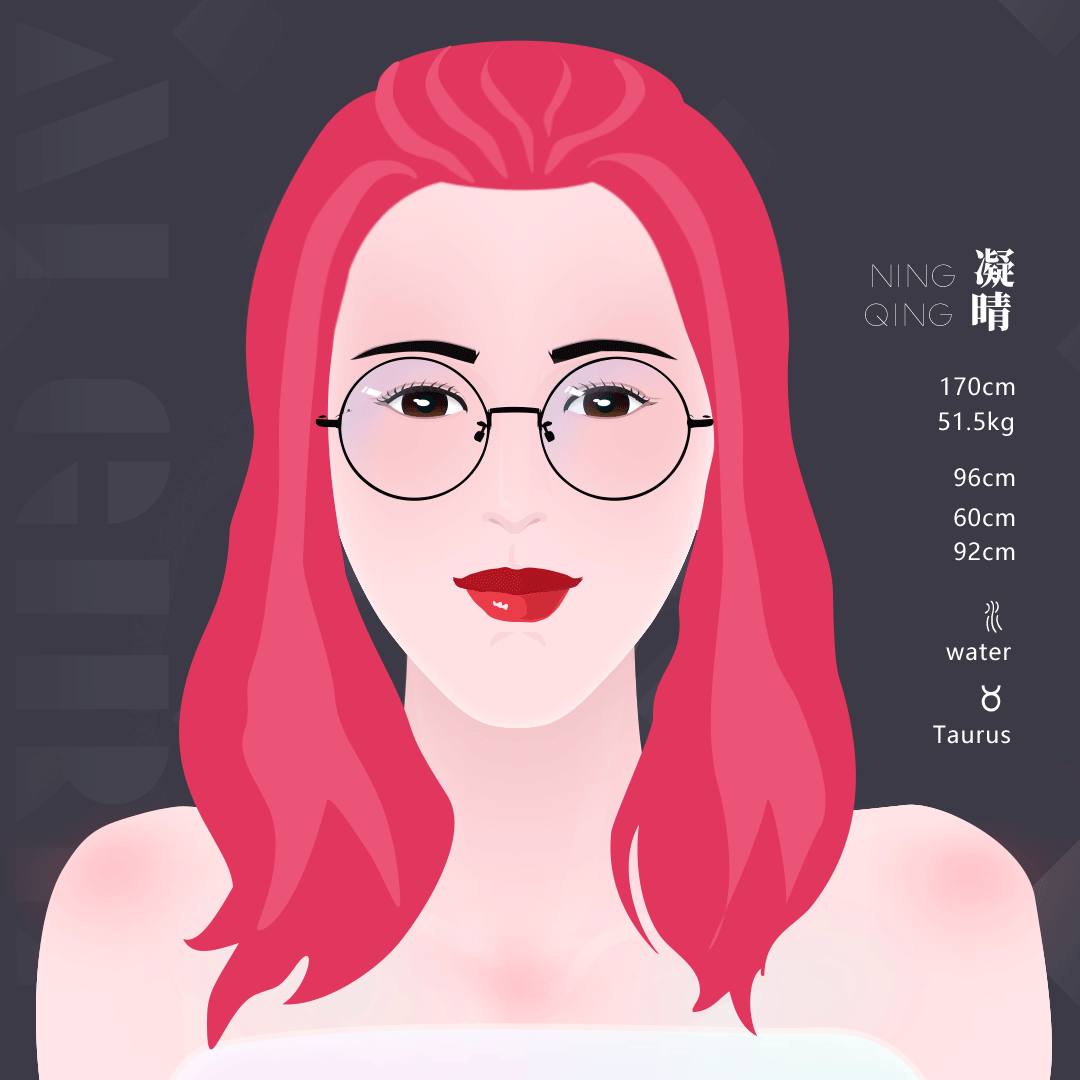 NING 凝
QING 晴
170cm
51.5kg
96cm
60cm
92cm
water
Taurus